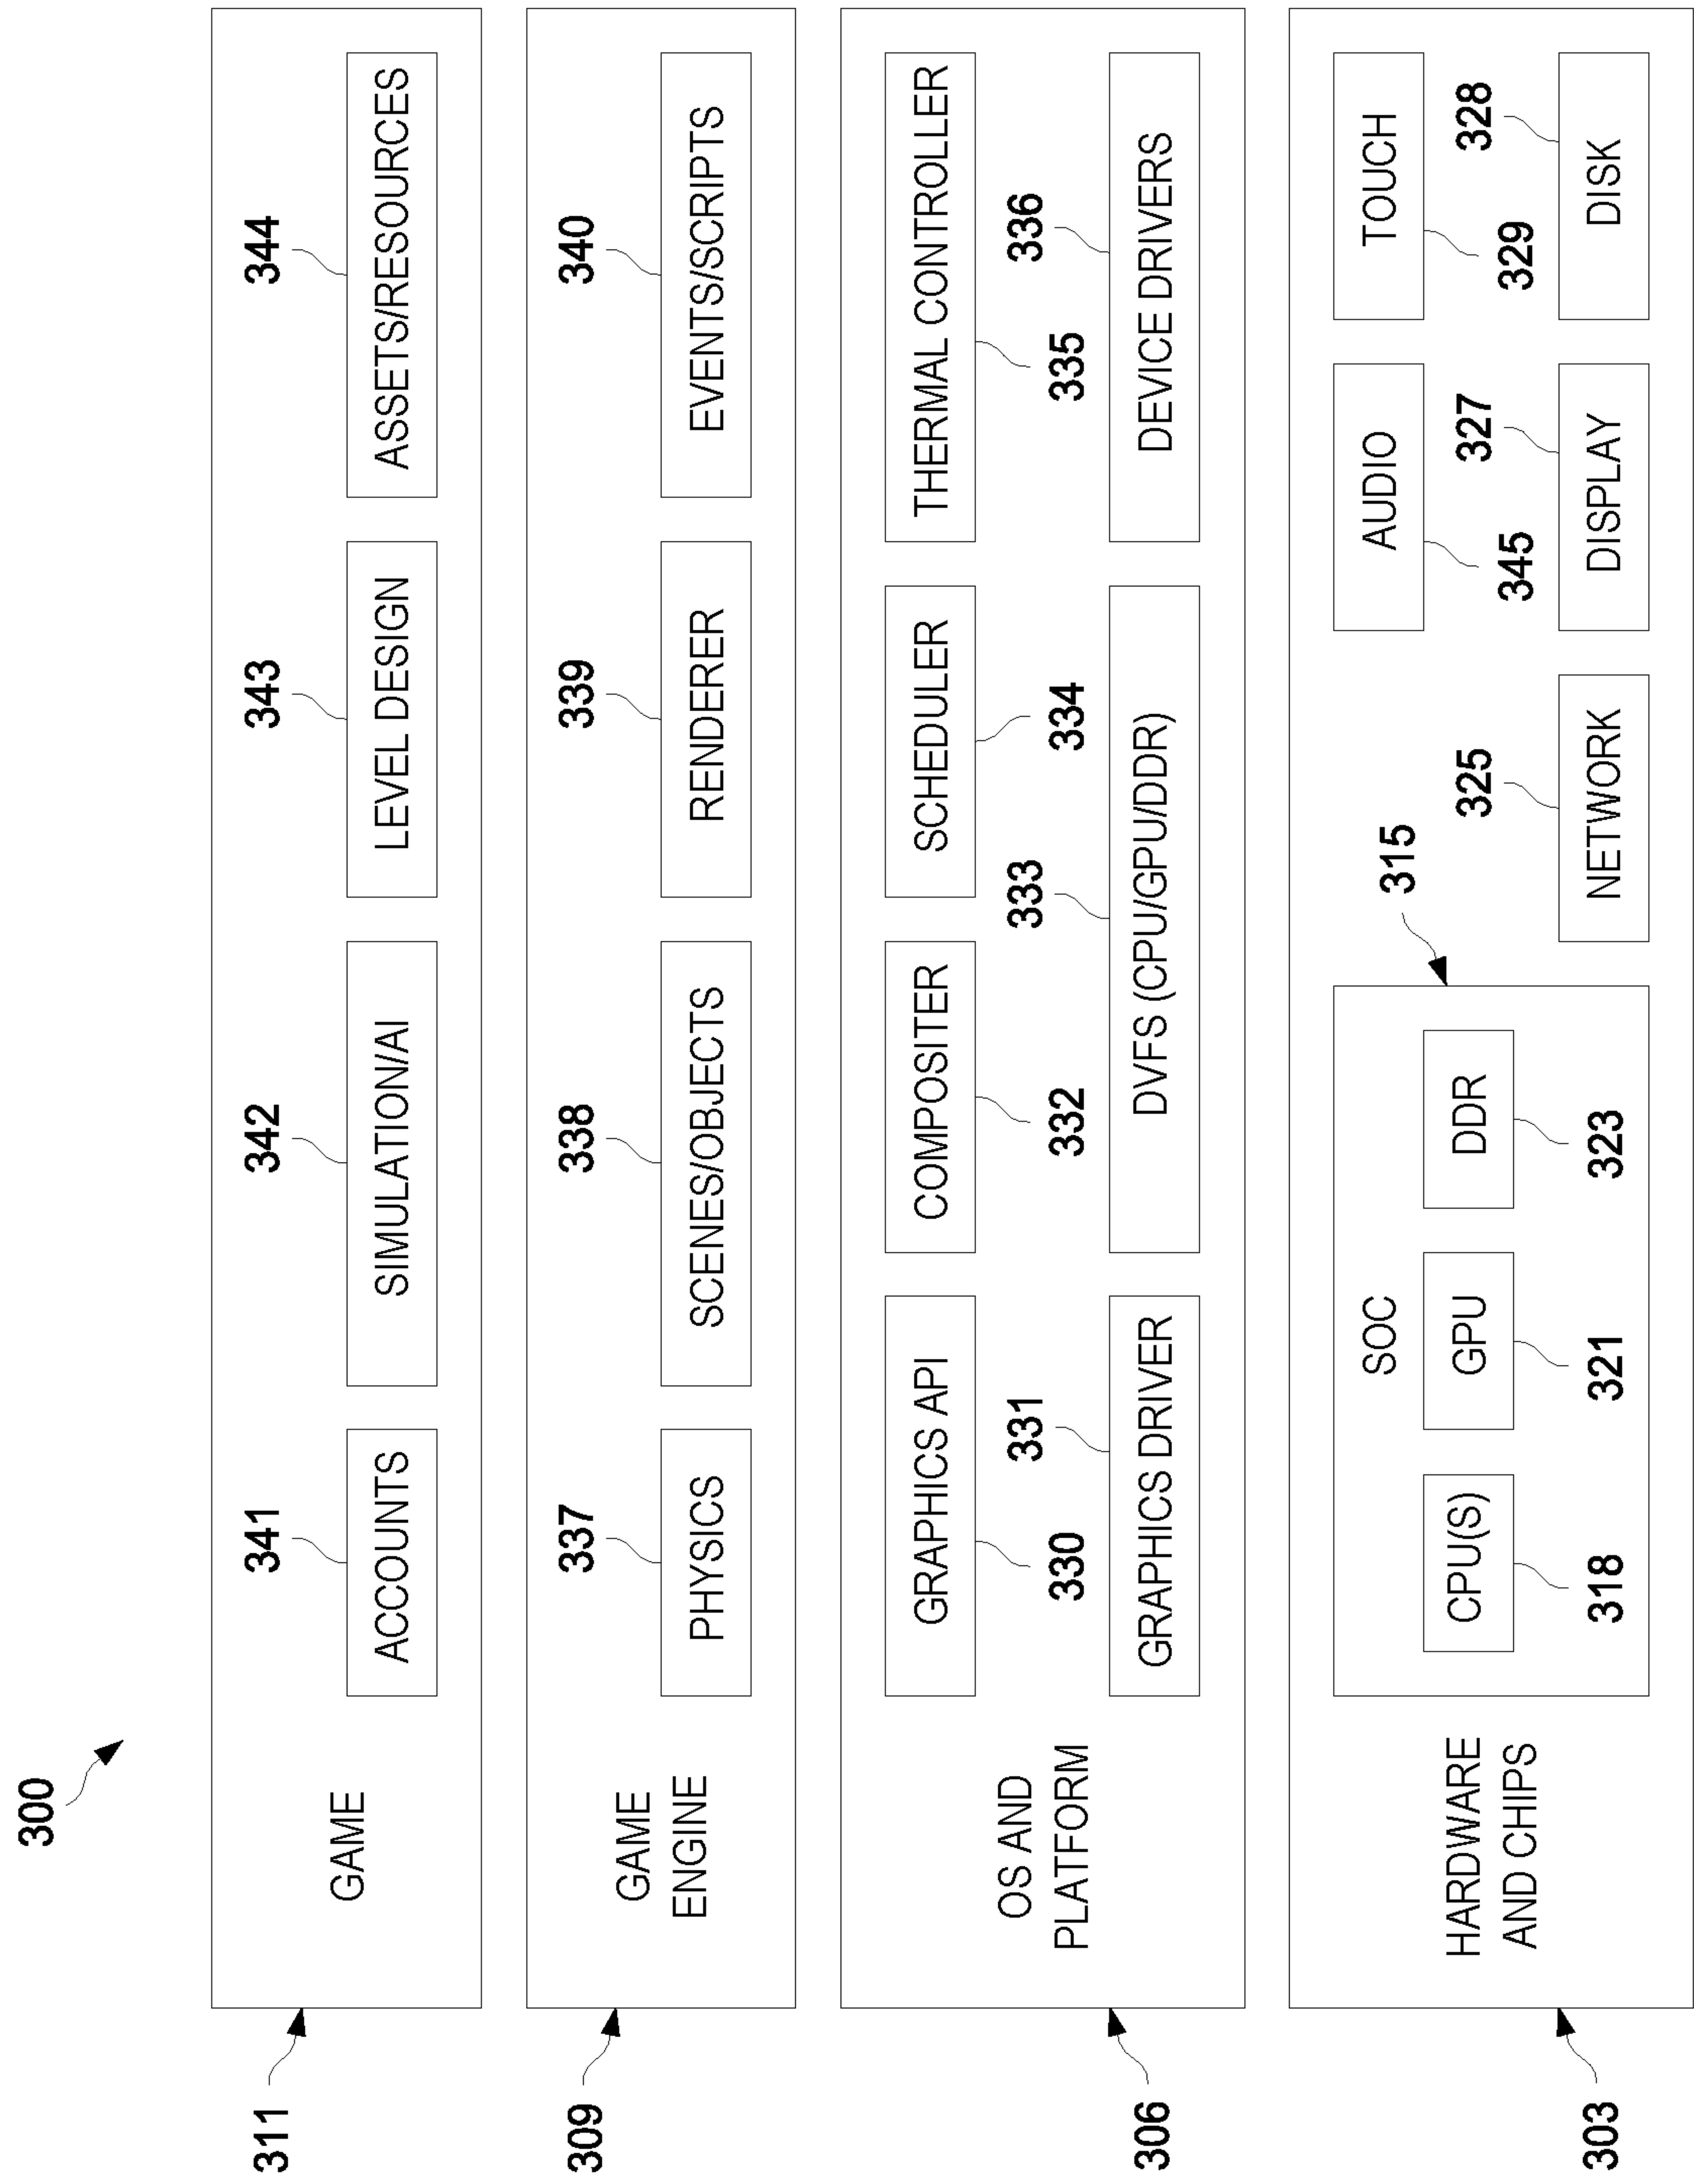 300
311
GAME
341
ACCOUNTS
342
SIMULATION/AI
343
LEVEL DESIGN
344
ASSETS/RESOURCES
309
GAME
ENGINE
337
PHYSICS
338
SCENES/OBJECTS
339
RENDERER
340
EVENTS/SCRIPTS
306
OS AND
PLATFORM
GRAPHICS API
330
COMPOSITER
332
SCHEDULER
334
THERMAL CONTROLLER
335
331
GRAPHICS DRIVER
333
DVFS (CPU/GPU/DDR)
336
DEVICE DRIVERS
303
HARDWARE
AND CHIPS
315
SOC
CPU(S)
318
GPU
321
DDR
323
325
NETWORK
AUDIO
345
TOUCH
329
327
DISPLAY
328
DISK